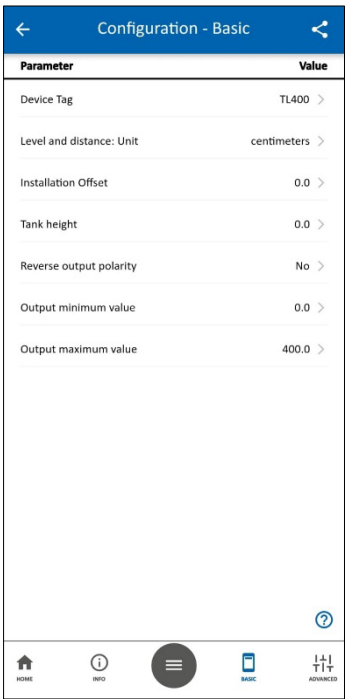 Configuration - Basic
Parameter Value
Device Tag TL400
Level and distance: Unit centimeters
Installation Offset 0.0
Tank height 0.0
Reverse output polarity No
Output minimum value 0.0
Output maximum value 400.0
HOME INFO BASIC ADVANCED